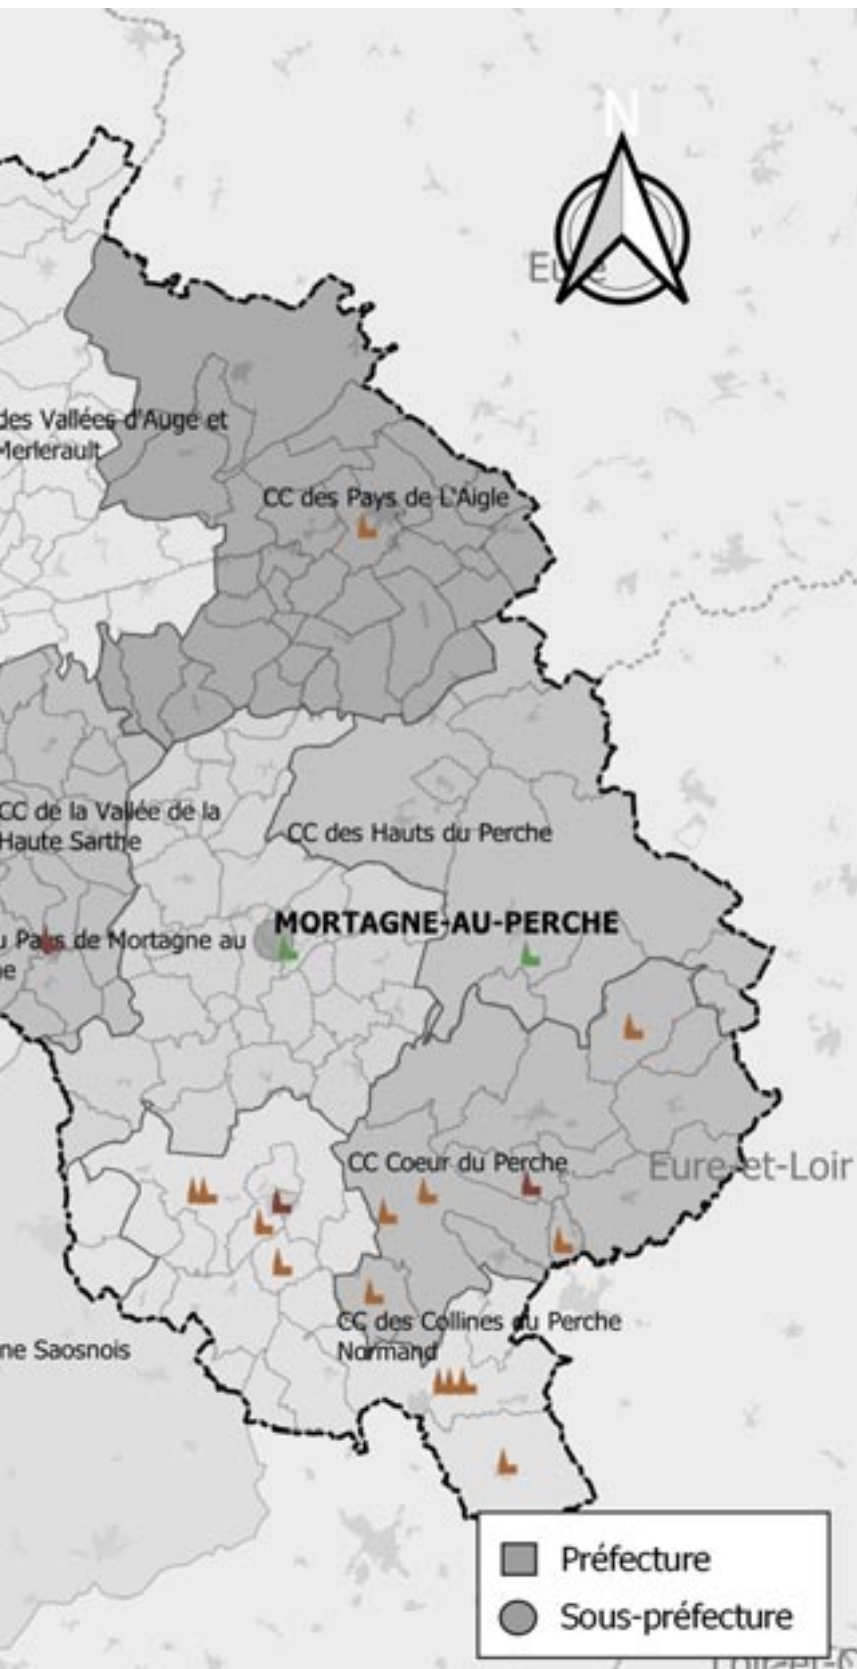 N
Eure
des Vallées d'Auge et
Merlerault
CC des Pays de L'Aigle
CC de la Vallée de la
Haute Sarthe
CC des Hauts du Perche
MORTAGNE-AU-PERCHE
u Pays de Mortagne au
he
CC Coeur du Perche
Eure-et-Loir
CC des Collines du Perche
Normand
ne Saosnois
Préfecture
Sous-préfecture